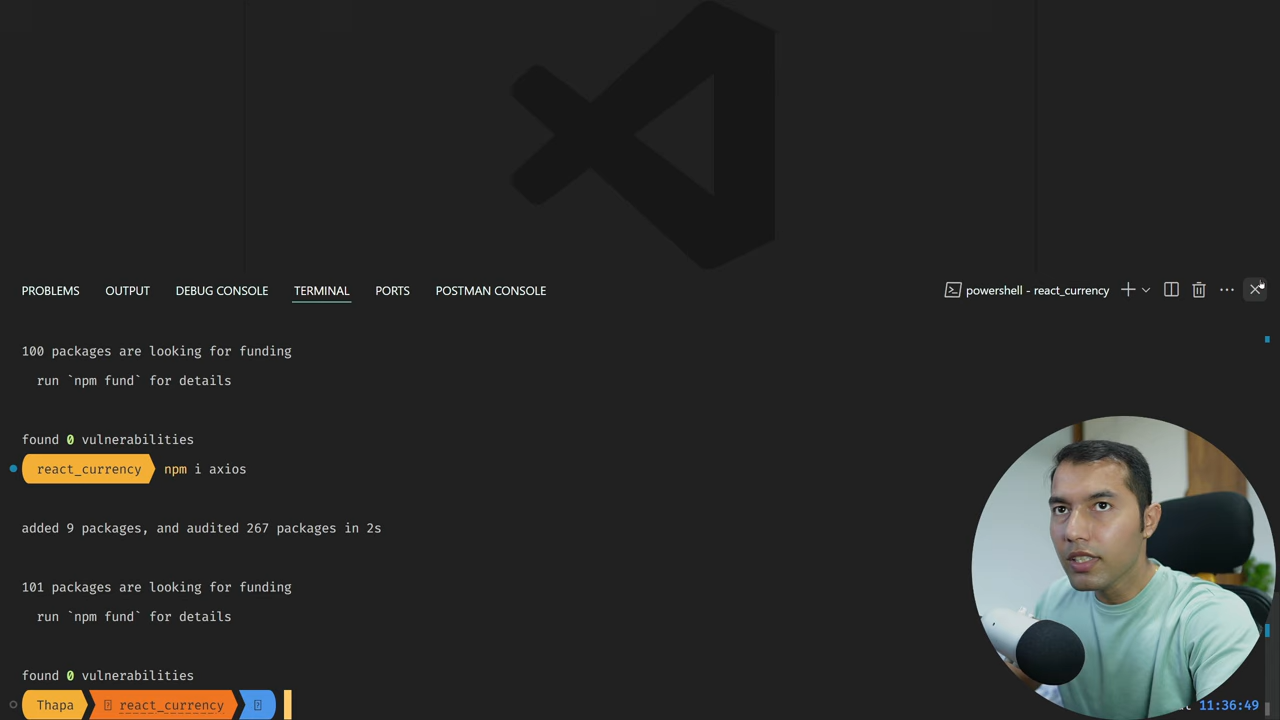 PROBLEMS OUTPUT DEBUG CONSOLE TERMINAL PORTS POSTMAN CONSOLE powershell - react_currency
100 packages are looking for funding
run `npm fund` for details
found 0 vulnerabilities
react_currency npm i axios
added 9 packages, and audited 267 packages in 2s
101 packages are looking for funding
run `npm fund` for details
found 0 vulnerabilities
Thapa react_currency 11:36:49